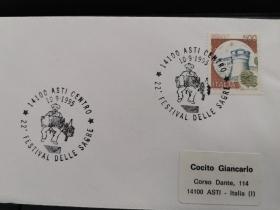 14100 ASTI CENTRO
10-9-1995
22° FESTIVAL DELLE SAGRE
14100 ASTI CENTRO
10-9-1995
22° FESTIVAL DELLE SAGRE
500
ITALIA
Cocito Giancarlo
Corso Dante, 114
14100 ASTI - Italia (I)